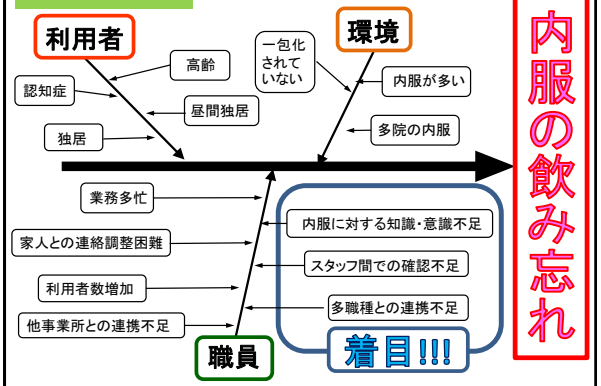 利用者
環境
高齢
認知症
昼間独居
独居
一包化
されて
いない
内服が多い
多院の内服
内服の飲み忘れ
業務多忙
家人との連絡調整困難
利用者数増加
他事業所との連携不足
職員
内服に対する知識・意識不足
スタッフ間での確認不足
多職種との連携不足
着目!!!